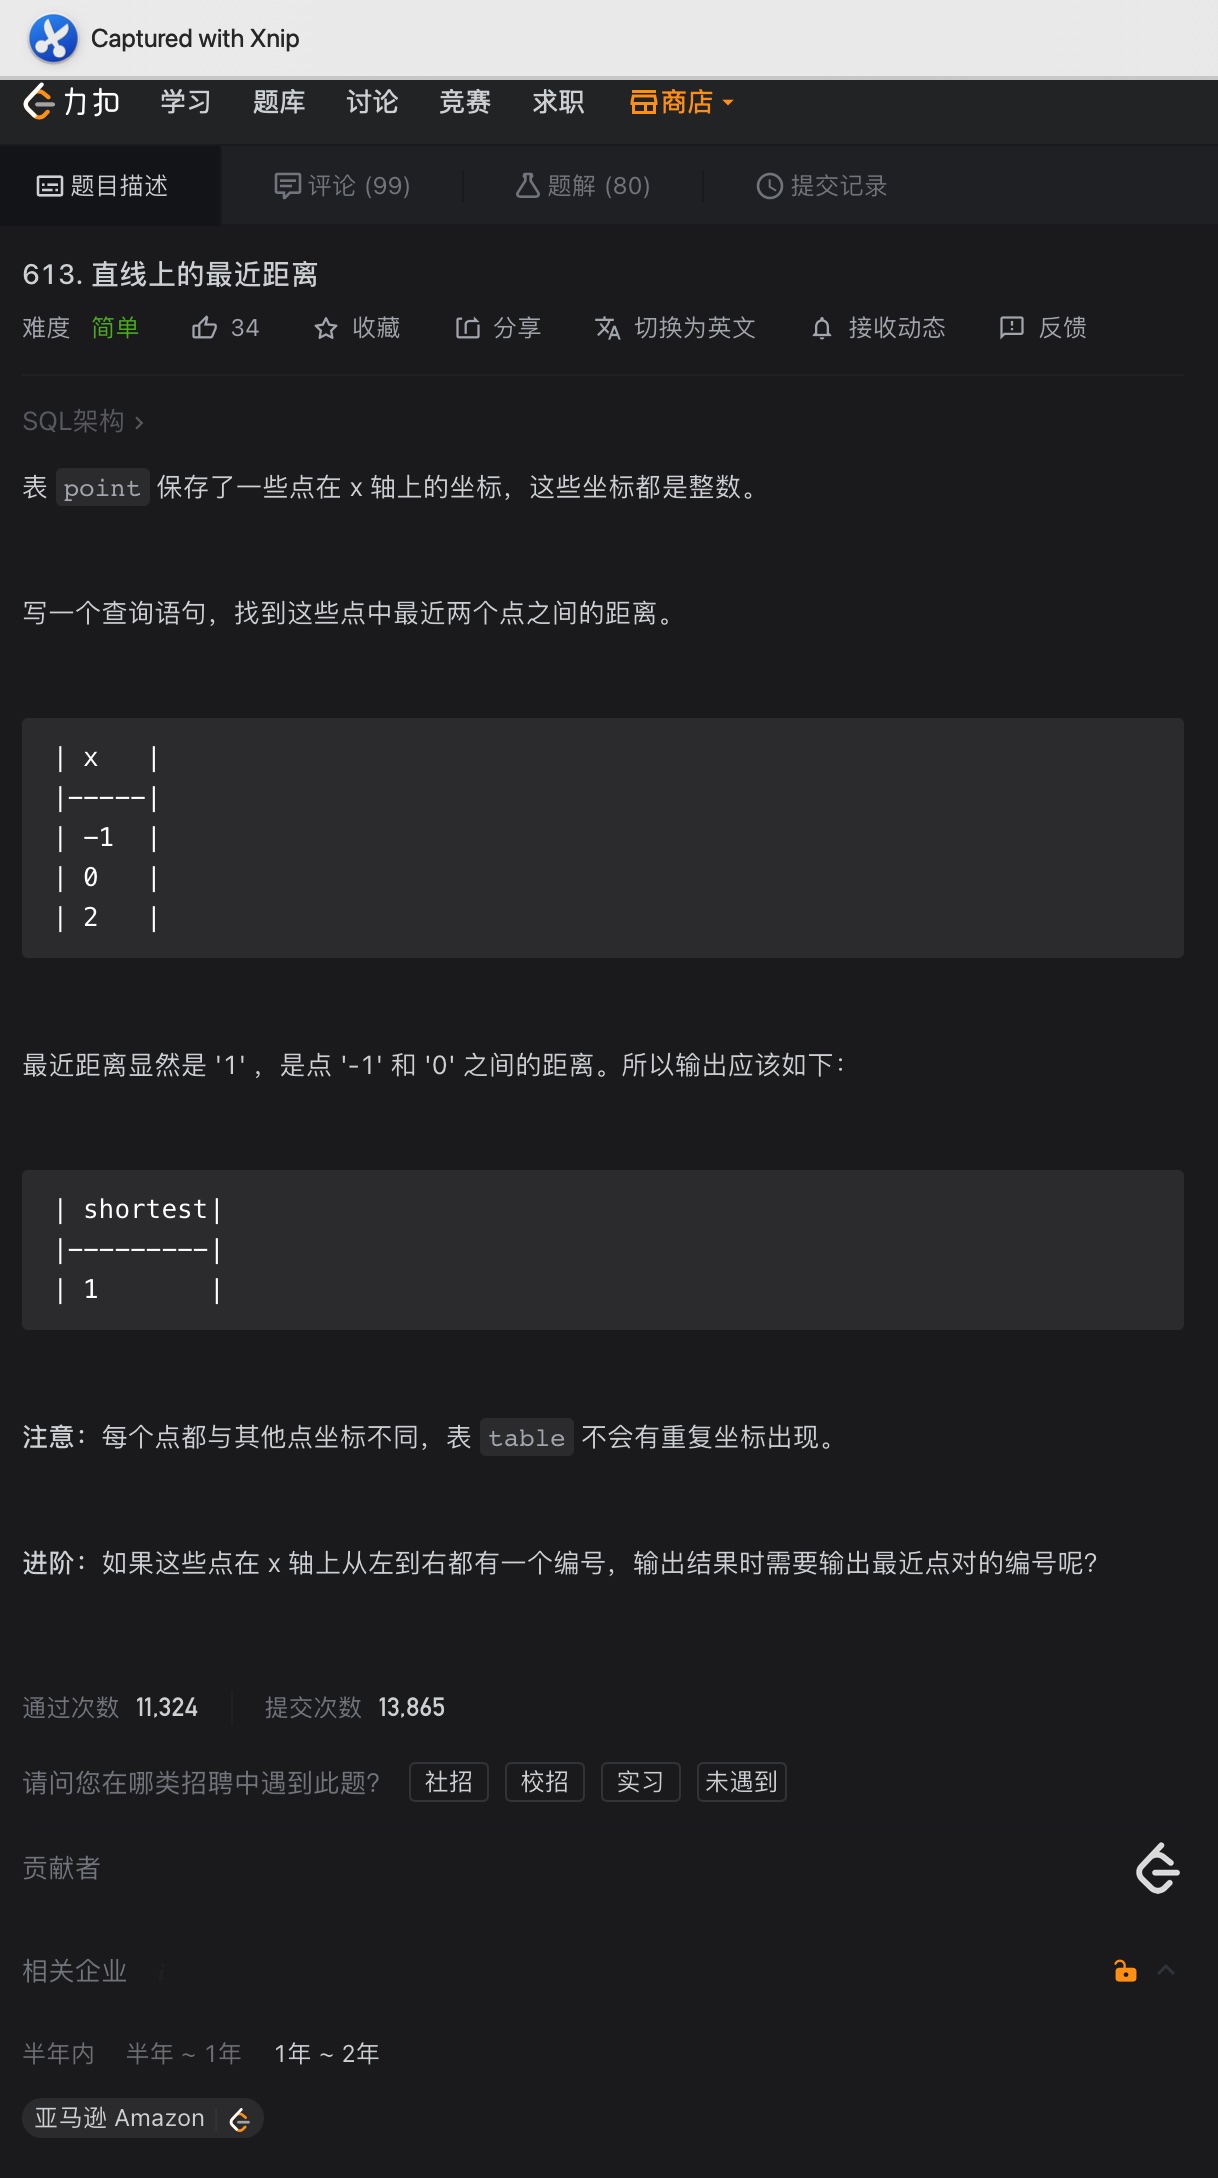 Captured with Xnip
力扣 学习 题库 讨论 竞赛 求职 商店
题目描述 评论 (99) 题解 (80) 提交记录
613. 直线上的最近距离
难度 简单 34 收藏 分享 切换为英文 接收动态 反馈
SQL架构 >
表 point 保存了一些点在 x 轴上的坐标，这些坐标都是整数。
写一个查询语句，找到这些点中最近两个点之间的距离。
| x   |
|-----|
| -1  |
| 0   |
| 2   |
最近距离显然是 '1' ，是点 '-1' 和 '0' 之间的距离。所以输出应该如下：
| shortest|
|---------|
| 1       |
注意：每个点都与其他点坐标不同，表 table 不会有重复坐标出现。
进阶：如果这些点在 x 轴上从左到右都有一个编号，输出结果时需要输出最近点对的编号呢?
通过次数 11,324 提交次数 13,865
请问您在哪类招聘中遇到此题? 社招 校招 实习 未遇到
贡献者
相关企业
半年内 半年 ~ 1年 1年 ~ 2年
亚马逊 Amazon